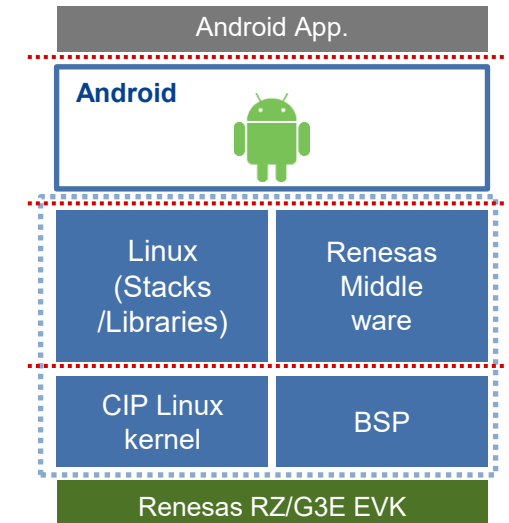 Android App.
Android
Linux
(Stacks
/Libraries)
Renesas
Middle
ware
CIP Linux
kernel
BSP
Renesas RZ/G3E EVK